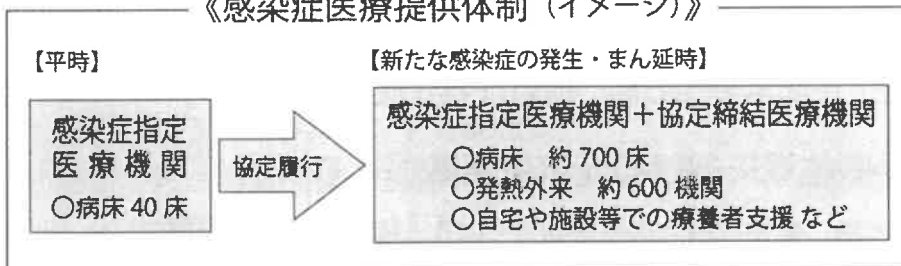 《感染症医療提供体制（イメージ）》
【平時】
【新たな感染症の発生・まん延時】
感染症指定
医療機関
○病床 40 床
協定履行
感染症指定医療機関＋協定締結医療機関
○病床　約 700 床
○発熱外来　約 600 機関
○自宅や施設等での療養者支援 など